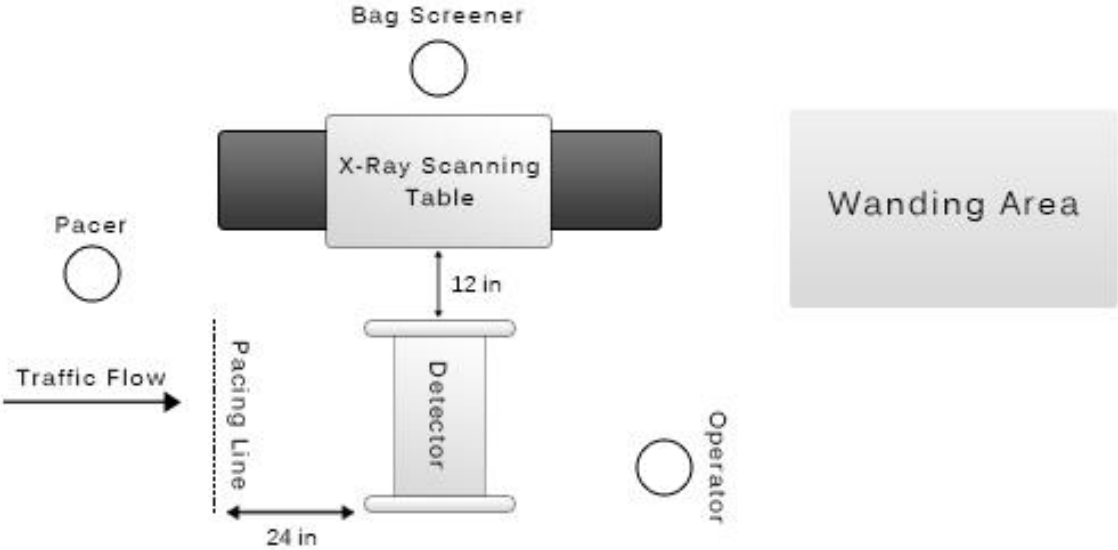 Bag Screener
X-Ray Scanning
Table
Wanding Area
Pacer
12 in
Traffic Flow
Pacing Line
Detector
Operator
24 in